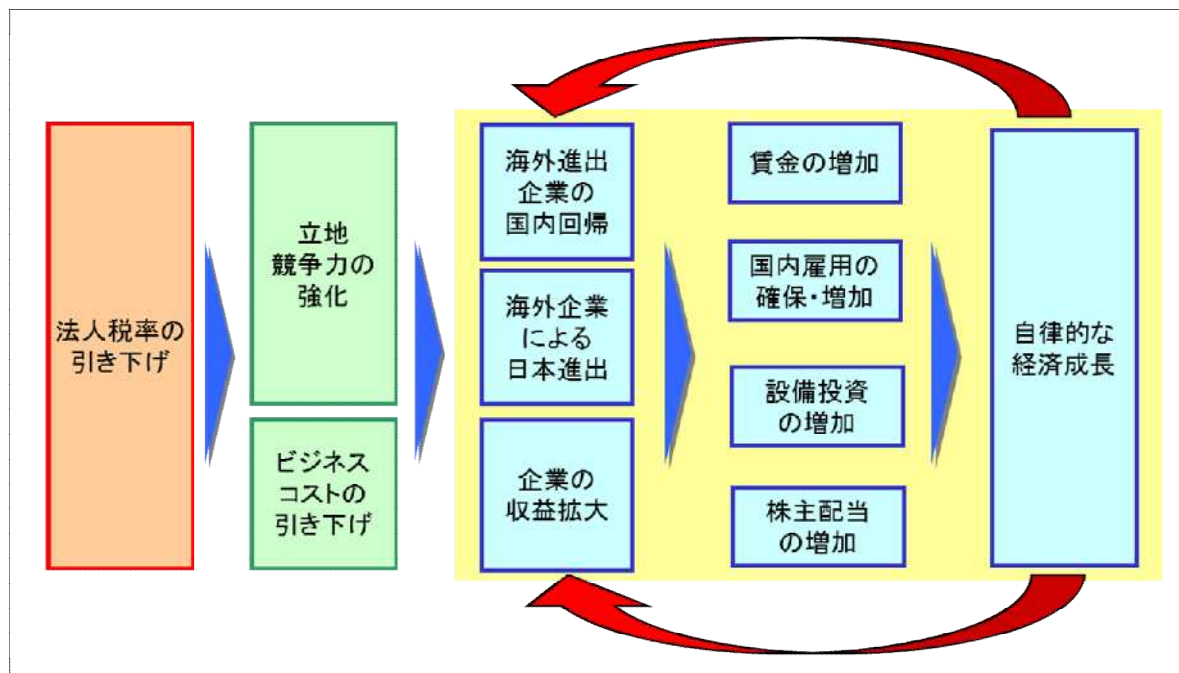 法人税率の
引き下げ
立地
競争力の
強化
ビジネス
コストの
引き下げ
海外進出
企業の
国内回帰
海外企業
による
日本進出
企業の
収益拡大
賃金の増加
国内雇用の
確保・増加
設備投資
の増加
株主配当
の増加
自律的な
経済成長